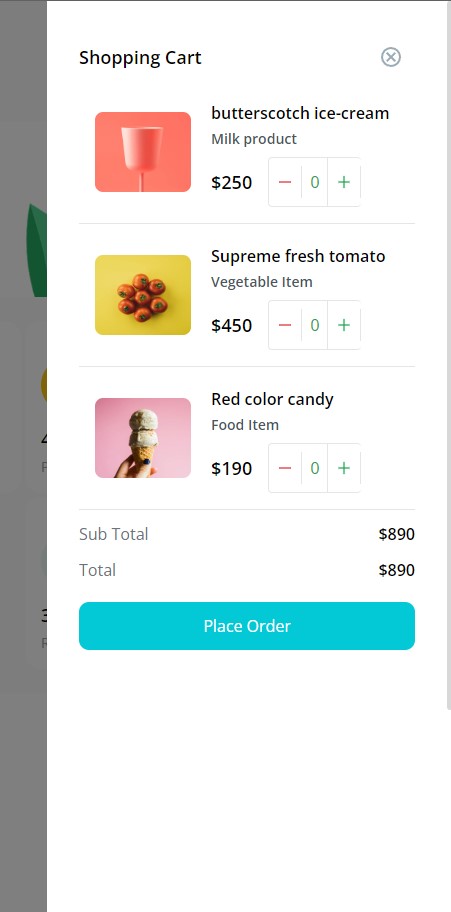 Shopping Cart
butterscotch ice-cream
Milk product
$250 0
Supreme fresh tomato
Vegetable Item
$450 0
Red color candy
Food Item
$190 0
Sub Total $890
Total $890
Place Order